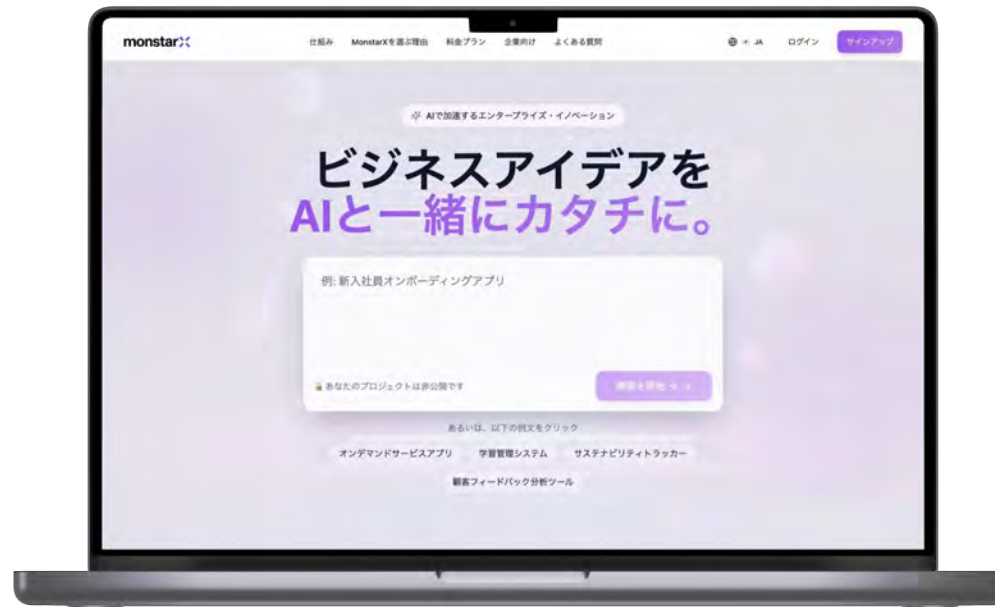 monstarX
仕組み MonstarXを選ぶ理由 料金プラン 企業向け よくある質問 JA ログイン サインアップ
AIで加速するエンタープライズ・イノベーション
ビジネスアイデアを
AIと一緒にカタチに。
例: 新入社員オンボーディングアプリ
あなたのプロジェクトは非公開です
あるいは、以下の例文をクリック
オンデマンドサービスアプリ 学習管理システム サステナビリティトラッカー
顧客フィードバック分析ツール